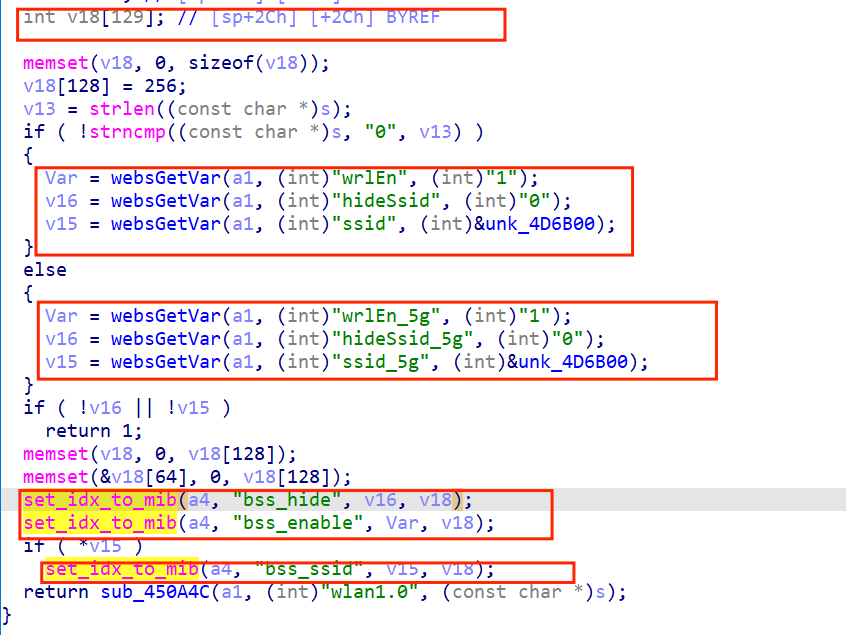 int v18[129]; // [sp+2Ch] [+2Ch] BYREF
memset(v18, 0, sizeof(v18));
v18[128] = 256;
v13 = strlen((const char *)s);
if ( !strncmp((const char *)s, "0", v13) )
{
Var = websGetVar(a1, (int)"wrlEn", (int)"1");
v16 = websGetVar(a1, (int)"hideSsid", (int)"0");
v15 = websGetVar(a1, (int)"ssid", (int)&unk_4D6B00);
}
else
{
Var = websGetVar(a1, (int)"wrlEn_5g", (int)"1");
v16 = websGetVar(a1, (int)"hideSsid_5g", (int)"0");
v15 = websGetVar(a1, (int)"ssid_5g", (int)&unk_4D6B00);
}
if ( !v16 || !v15 )
return 1;
memset(v18, 0, v18[128]);
memset(&v18[64], 0, v18[128]);
set_idx_to_mib(a4, "bss_hide", v16, v18);
set_idx_to_mib(a4, "bss_enable", Var, v18);
if ( *v15 )
set_idx_to_mib(a4, "bss_ssid", v15, v18);
return sub_450A4C(a1, (int)"wlan1.0", (const char *)s);
}